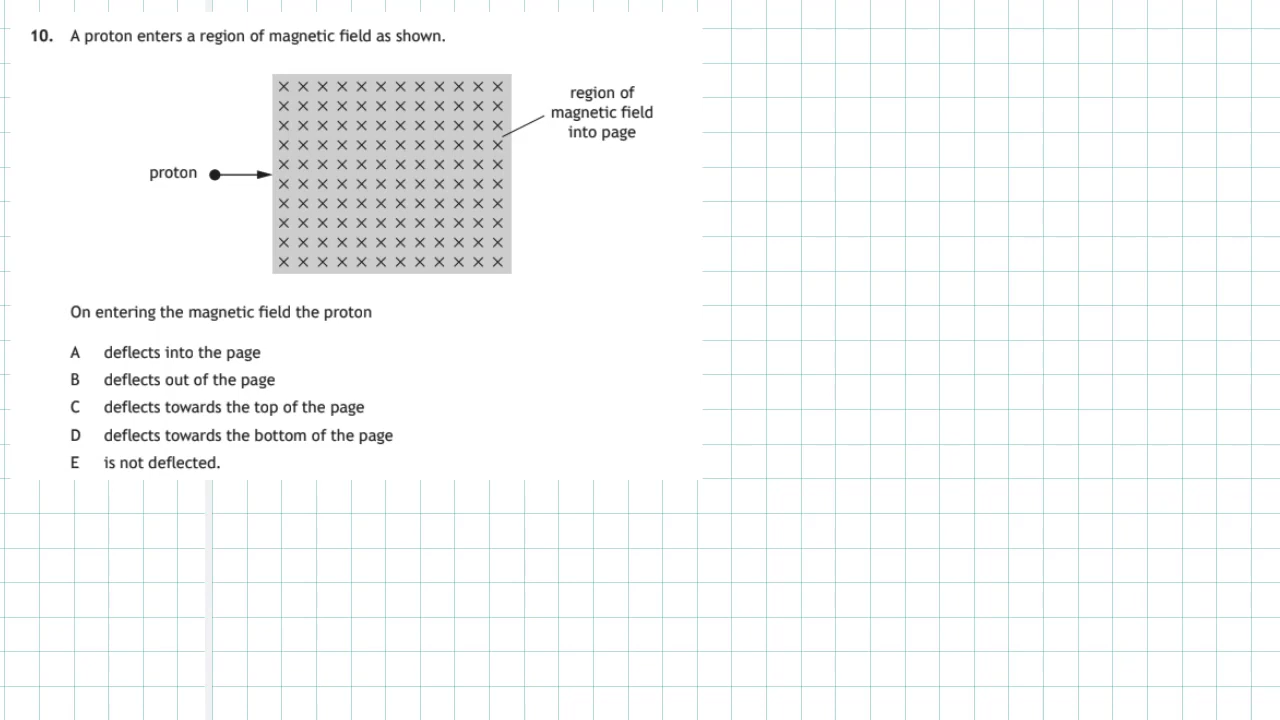 10. A proton enters a region of magnetic field as shown.
region of
magnetic field
into page
proton
On entering the magnetic field the proton
A deflects into the page
B deflects out of the page
C deflects towards the top of the page
D deflects towards the bottom of the page
E is not deflected.